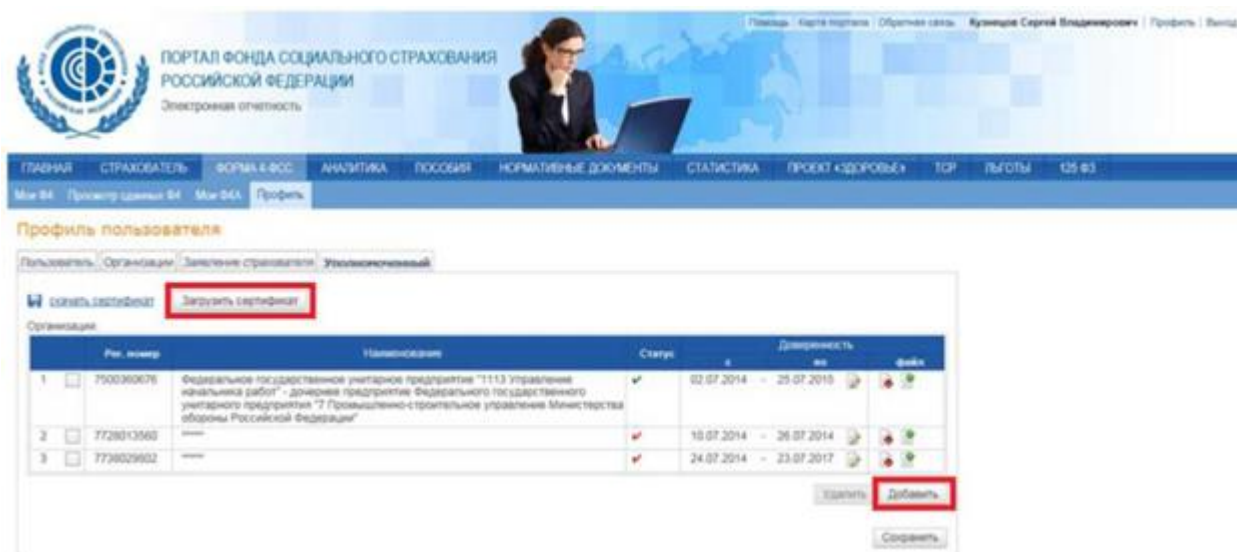 Помощь | Карта портала | Обратная связь Кузнецов Сергей Владимирович | Профиль | Выход
ПОРТАЛ ФОНДА СОЦИАЛЬНОГО СТРАХОВАНИЯ
РОССИЙСКОЙ ФЕДЕРАЦИИ
Электронная отчетность
ГЛАВНАЯ СТРАХОВАТЕЛЬ ФОРМА 4-ФСС АНАЛИТИКА ПОСОБИЯ НОРМАТИВНЫЕ ДОКУМЕНТЫ СТАТИСТИКА ПРОЕКТ «ЗДОРОВЬЕ» ТСР ЛЬГОТЫ 125 ФЗ
Мои Ф4 Просмотр сданных Ф4 Мои Ф4А Профиль
Профиль пользователя
Пользователь Организации Заявление страхователя Уполномоченный
скачать сертификат Загрузить сертификат
Организации:
Рег. номер Наименование Статус Доверенность
с по файл
1 7500360676 Федеральное государственное унитарное предприятие "1113 Управление
начальника работ" - дочернее предприятие Федерального государственного
унитарного предприятия "7 Промышленно-строительное управление Министерства
обороны Российской Федерации" 02.07.2014 - 25.07.2015
2 7728013560 ***** 10.07.2014 - 26.07.2014
3 7738029802 ***** 24.07.2014 - 23.07.2017
Удалить Добавить
Сохранить